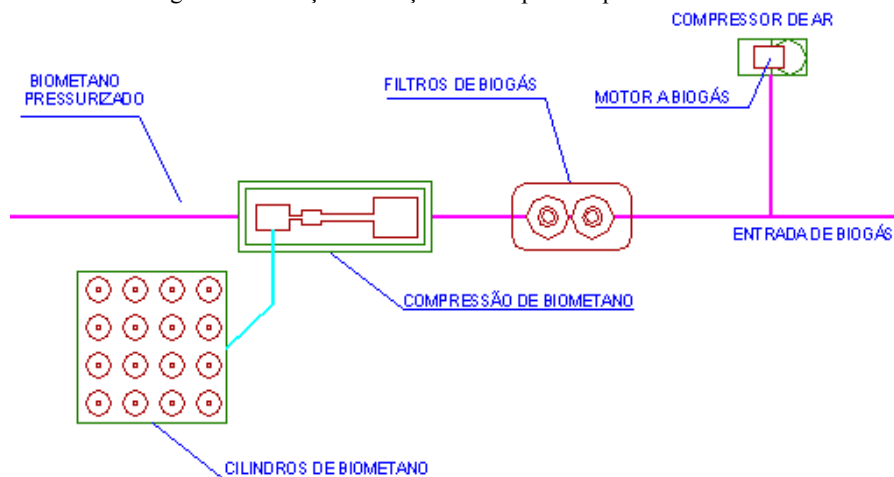 COMPRESSOR DE AR
BIOMETANO
PRESSURIZADO
FILTROS DE BIOGÁS
MOTOR A BIOGÁS
ENTRADA DE BIOGÁS
COMPRESSÃO DE BIOMETANO
CILINDROS DE BIOMETANO